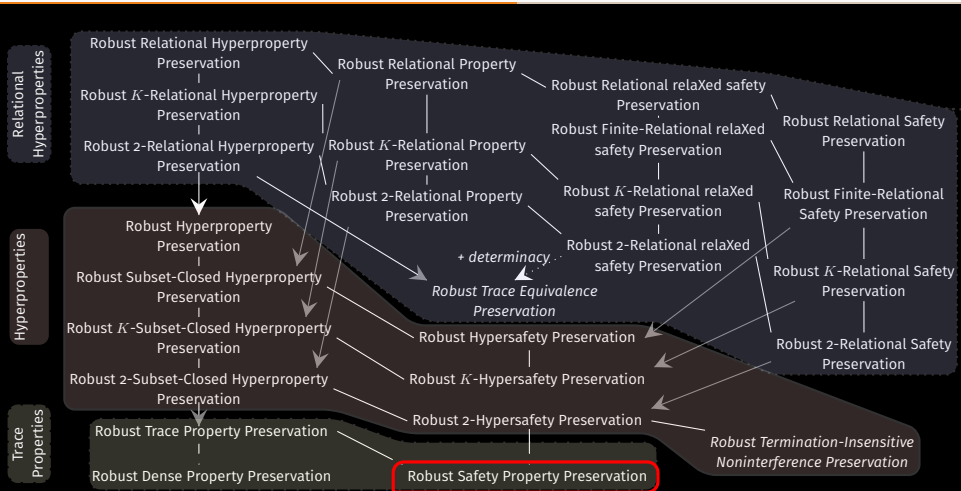 Relational
Hyperproperties
Robust Relational Hyperproperty
Preservation
Robust K-Relational Hyperproperty
Preservation
Robust 2-Relational Hyperproperty
Preservation
Robust Relational Property
Preservation
Robust K-Relational Property
Preservation
Robust 2-Relational Property
Preservation
Robust Relational relaXed safety
Preservation
Robust Finite-Relational relaXed
safety Preservation
Robust K-Relational relaXed
safety Preservation
Robust 2-Relational relaXed
safety Preservation
Robust Relational Safety
Preservation
Robust Finite-Relational
Safety Preservation
Robust K-Relational Safety
Preservation
Robust 2-Relational Safety
Preservation
+ determinacy
Robust Trace Equivalence
Preservation
Hyperproperties
Robust Hyperproperty
Preservation
Robust Subset-Closed Hyperproperty
Preservation
Robust K-Subset-Closed Hyperproperty
Preservation
Robust 2-Subset-Closed Hyperproperty
Preservation
Robust Hypersafety Preservation
Robust K-Hypersafety Preservation
Robust 2-Hypersafety Preservation
Robust Termination-Insensitive
Noninterference Preservation
Trace
Properties
Robust Trace Property Preservation
Robust Dense Property Preservation
Robust Safety Property Preservation